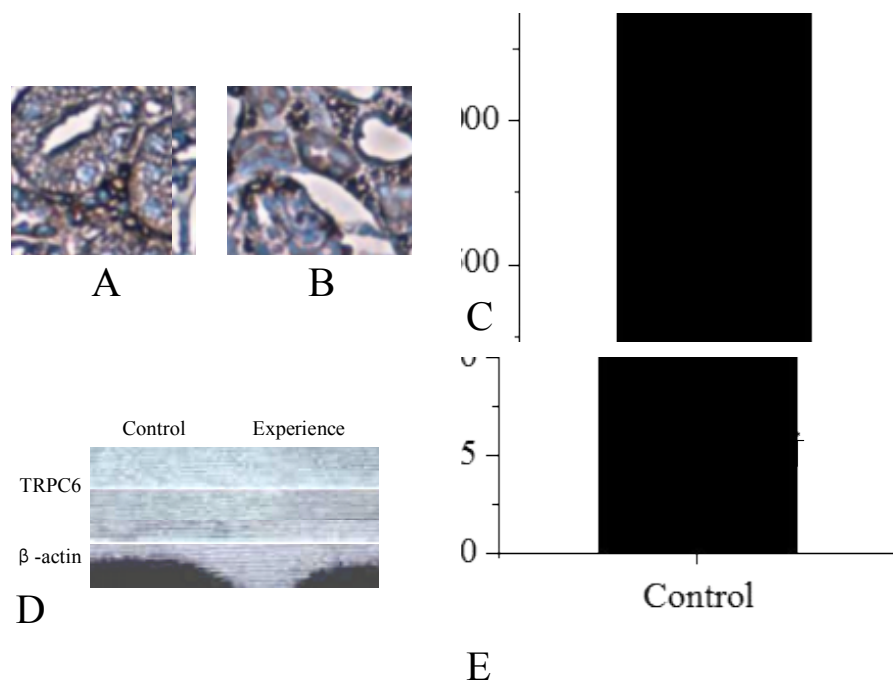 A
B
C
5
0
Control
E
Control Experience
TRPC6
β-actin
D